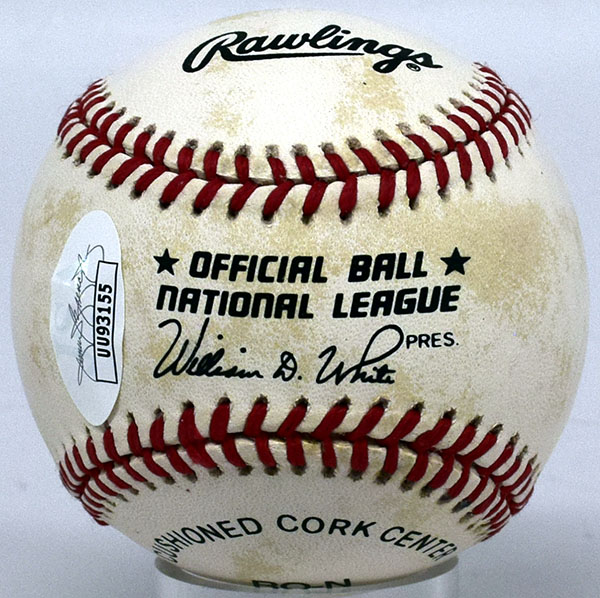 Rawlings®
★ OFFICIAL BALL ★
NATIONAL LEAGUE
William D. White PRES.
UU93155
CUSHIONED CORK CENTER
RO-N